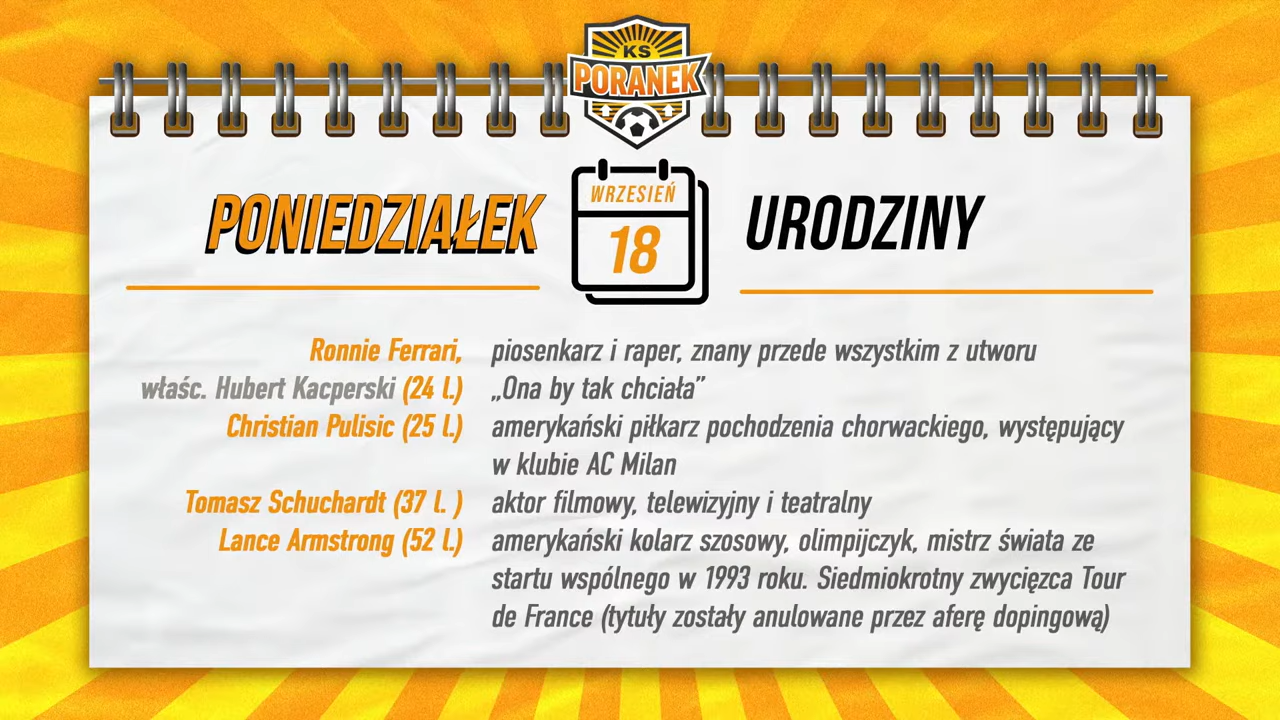 KS
PORANEK
PONIEDZIAŁEK
WRZESIEŃ
18
URODZINY
Ronnie Ferrari, piosenkarz i raper, znany przede wszystkim z utworu
właśc. Hubert Kacperski (24 l.) „Ona by tak chciała”
Christian Pulisic (25 l.) amerykański piłkarz pochodzenia chorwackiego, występujący
w klubie AC Milan
Tomasz Schuchardt (37 l. ) aktor filmowy, telewizyjny i teatralny
Lance Armstrong (52 l.) amerykański kolarz szosowy, olimpijczyk, mistrz świata ze
startu wspólnego w 1993 roku. Siedmiokrotny zwycięzca Tour
de France (tytuły zostały anulowane przez aferę dopingową)